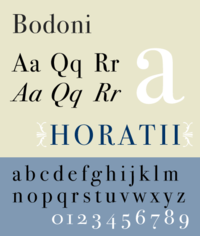 Bodoni
Aa Qq Rr
Aa Qq Rr
a
HORATII
abcdefghijklm
nopqrstuvwxyz
0123456789